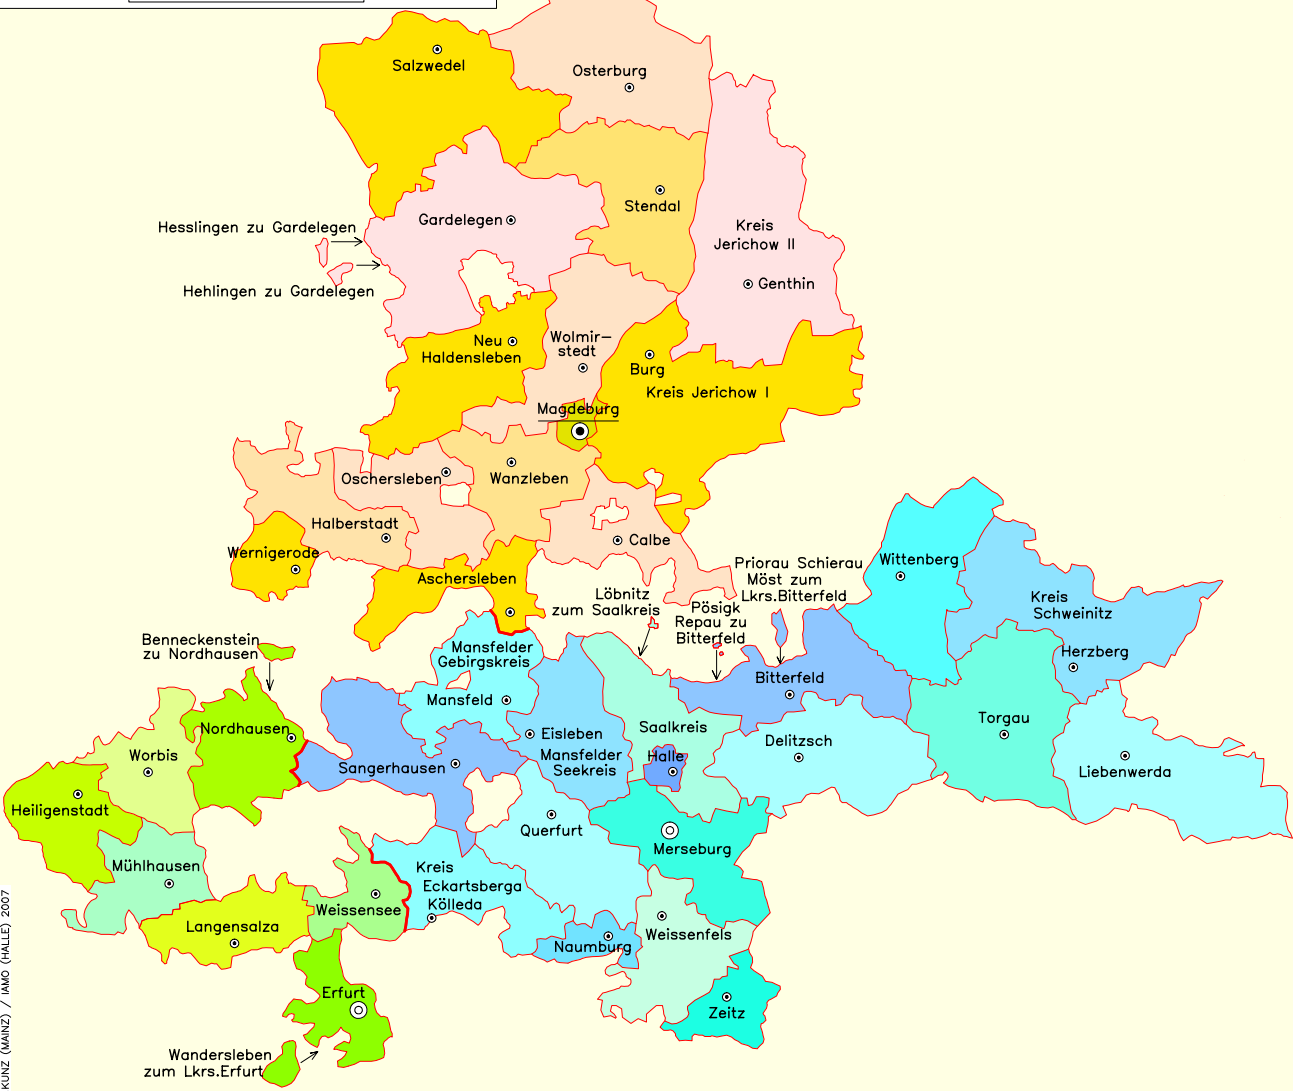 Salzwedel
Osterburg
Stendal
Gardelegen
Hesslingen zu Gardelegen
Hehlingen zu Gardelegen
Kreis
Jerichow II
Genthin
Neu
Haldensleben
Wolmir-
stedt
Burg
Kreis Jerichow I
Magdeburg
Oschersleben
Wanzleben
Halberstadt
Calbe
Wernigerode
Aschersleben
Wittenberg
Priorau Schierau
Möst zum
Lkrs.Bitterfeld
Löbnitz
zum Saalkreis
Pösigk
Repau zu
Bitterfeld
Kreis
Schweinitz
Herzberg
Benneckenstein
zu Nordhausen
Mansfelder
Gebirgskreis
Mansfeld
Bitterfeld
Nordhausen
Eisleben
Mansfelder
Seekreis
Saalkreis
Halle
Delitzsch
Torgau
Worbis
Sangerhausen
Liebenwerda
Heiligenstadt
Querfurt
Merseburg
Mühlhausen
Kreis
Eckartsberga
Kölleda
Weissensee
Langensalza
Naumburg
Weissenfels
Erfurt
Zeitz
Wandersleben
zum Lkrs.Erfurt
KUNZ (MAINZ) / IAMO (HALLE) 2007